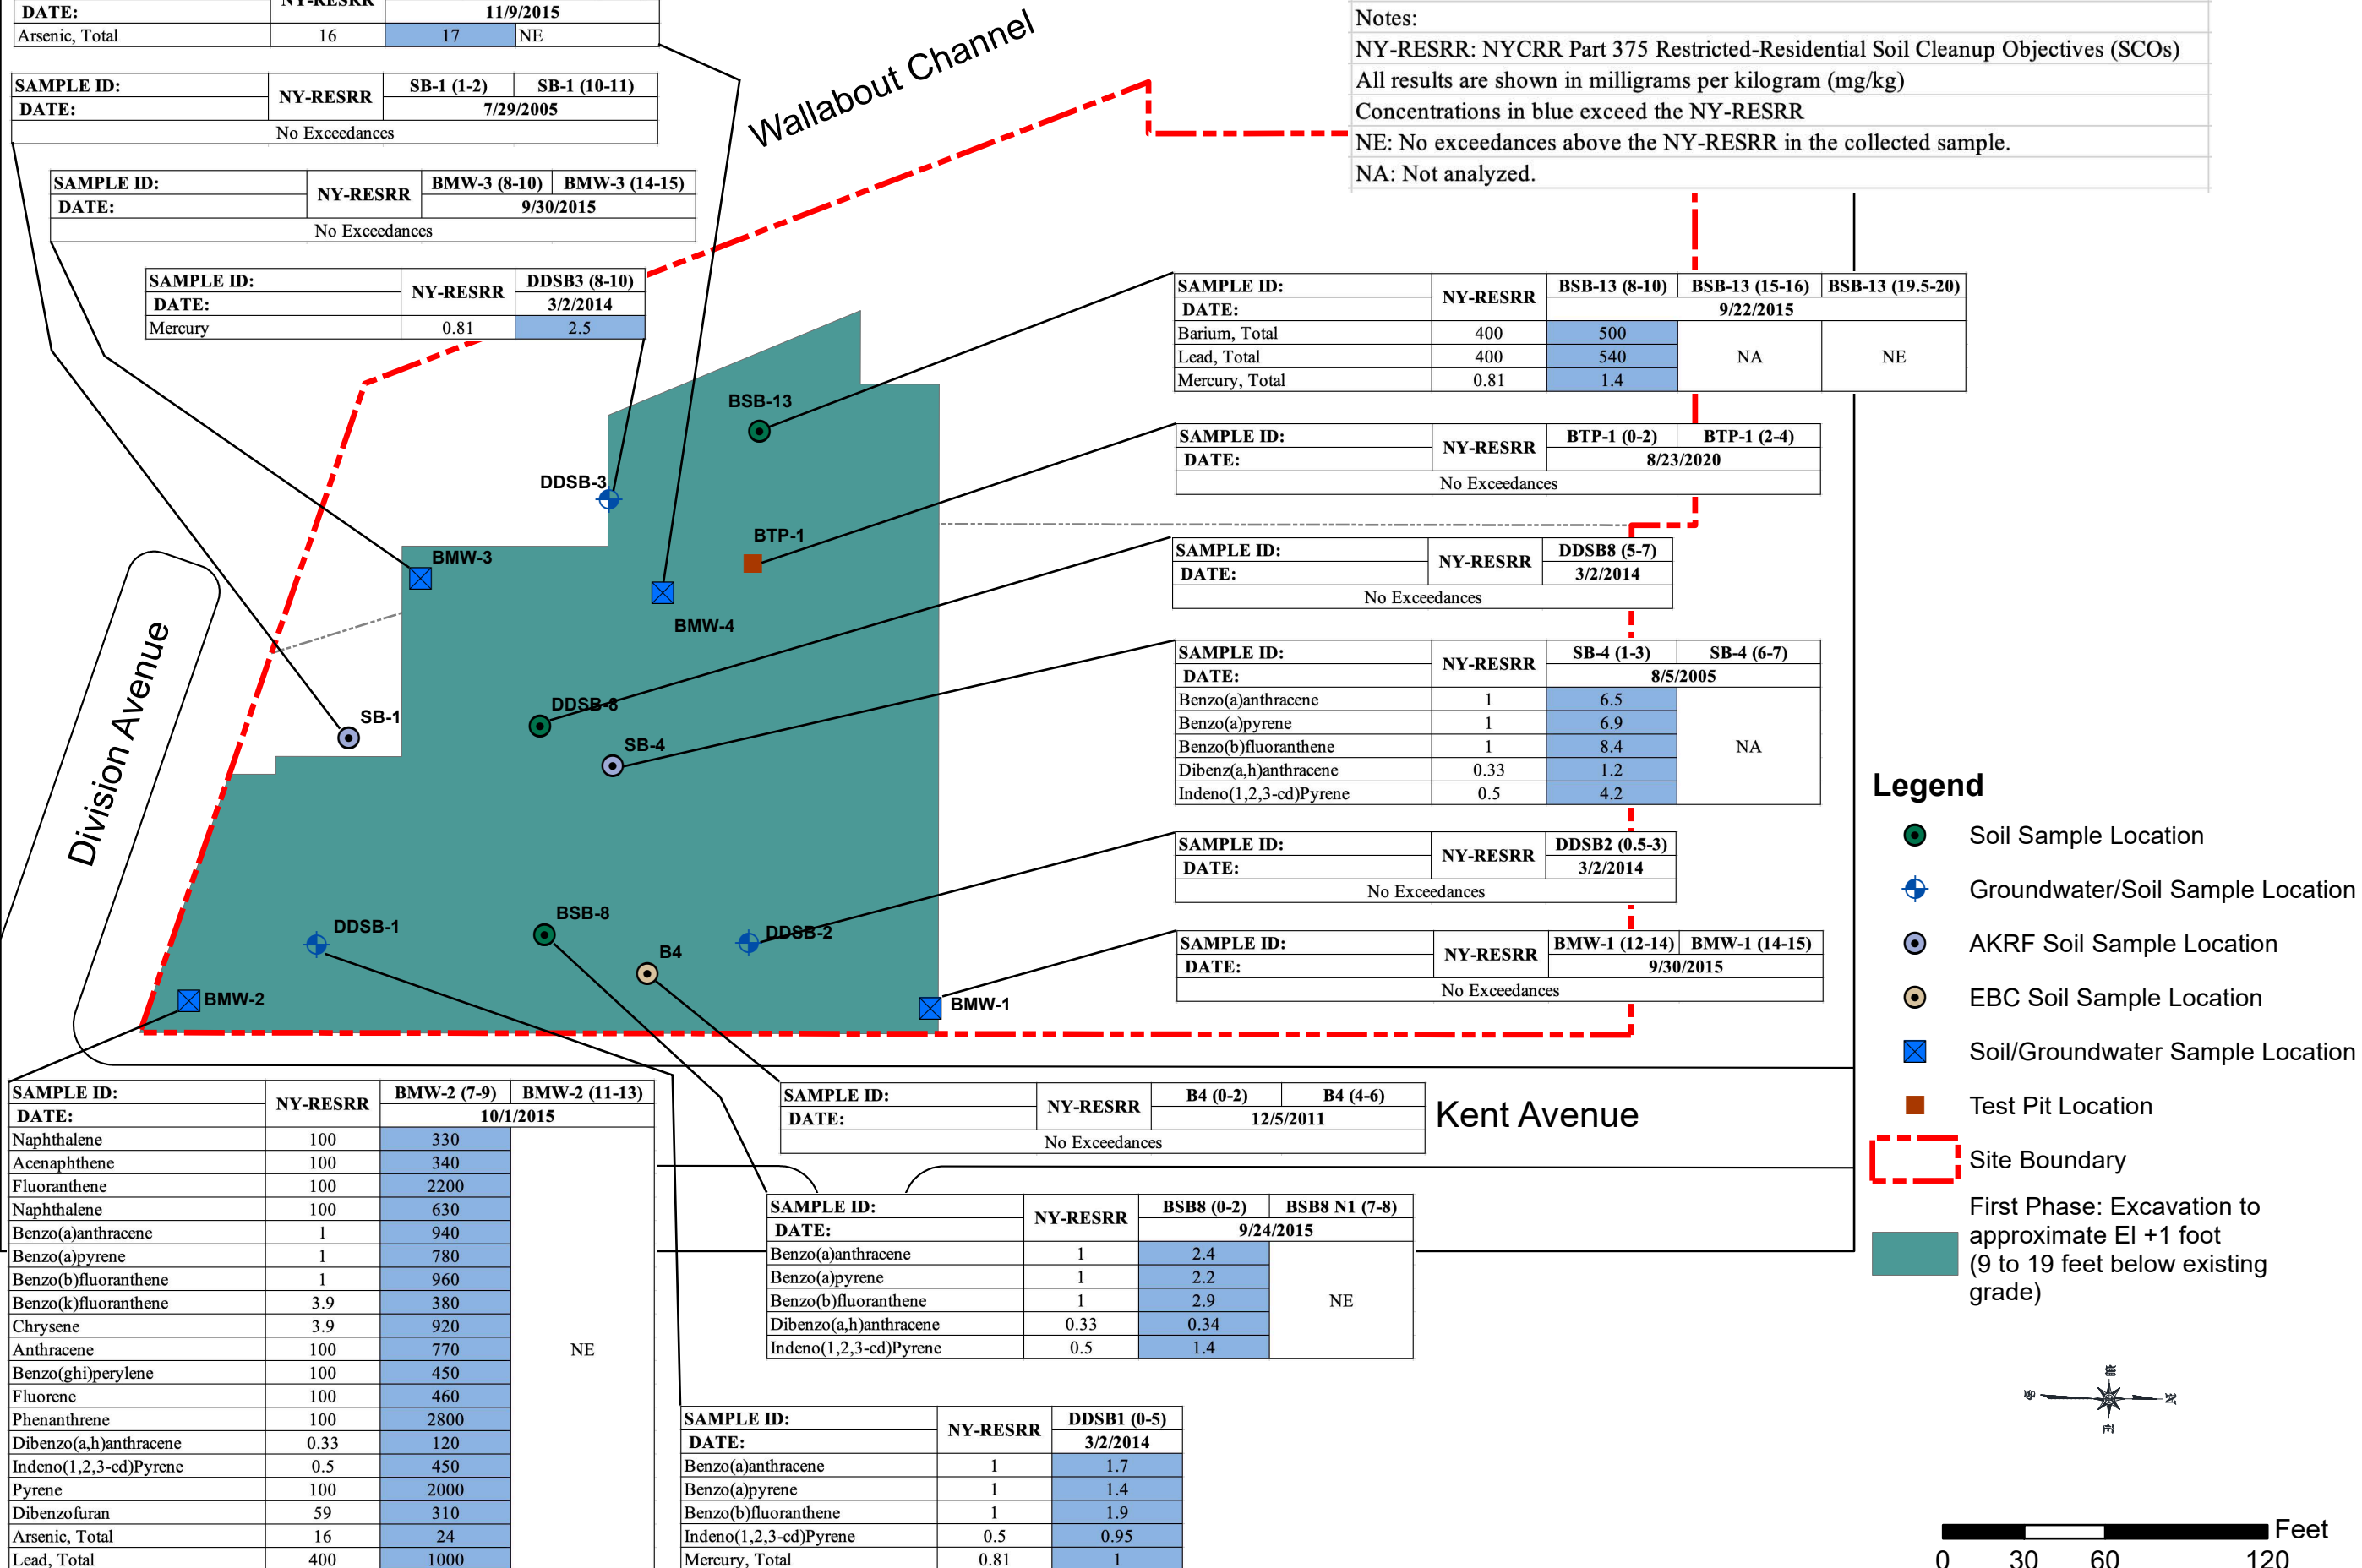 NY-RESRR
DATE: 11/9/2015
Arsenic, Total 16 17 NE
SAMPLE ID: NY-RESRR SB-1 (1-2) SB-1 (10-11)
DATE: 7/29/2005
No Exceedances
SAMPLE ID: NY-RESRR BMW-3 (8-10) BMW-3 (14-15)
DATE: 9/30/2015
No Exceedances
SAMPLE ID: NY-RESRR DDSB3 (8-10)
DATE: 3/2/2014
Mercury 0.81 2.5
Wallabout Channel
Notes:
NY-RESRR: NYCRR Part 375 Restricted-Residential Soil Cleanup Objectives (SCOs)
All results are shown in milligrams per kilogram (mg/kg)
Concentrations in blue exceed the NY-RESRR
NE: No exceedances above the NY-RESRR in the collected sample.
NA: Not analyzed.
SAMPLE ID: NY-RESRR BSB-13 (8-10) BSB-13 (15-16) BSB-13 (19.5-20)
DATE: 9/22/2015
Barium, Total 400 500
Lead, Total 400 540 NA NE
Mercury, Total 0.81 1.4
SAMPLE ID: NY-RESRR BTP-1 (0-2) BTP-1 (2-4)
DATE: 8/23/2020
No Exceedances
SAMPLE ID: NY-RESRR DDSB8 (5-7)
DATE: 3/2/2014
No Exceedances
SAMPLE ID: NY-RESRR SB-4 (1-3) SB-4 (6-7)
DATE: 8/5/2005
Benzo(a)anthracene 1 6.5
Benzo(a)pyrene 1 6.9
Benzo(b)fluoranthene 1 8.4 NA
Dibenz(a,h)anthracene 0.33 1.2
Indeno(1,2,3-cd)Pyrene 0.5 4.2
SAMPLE ID: NY-RESRR DDSB2 (0.5-3)
DATE: 3/2/2014
No Exceedances
SAMPLE ID: NY-RESRR BMW-1 (12-14) BMW-1 (14-15)
DATE: 9/30/2015
No Exceedances
BSB-13
DDSB-3
BTP-1
BMW-3
BMW-4
DDSB-8
SB-1
SB-4
Division Avenue
BSB-8
DDSB-1
DDSB-2
B4
BMW-2
BMW-1
Kent Avenue
SAMPLE ID: NY-RESRR BMW-2 (7-9) BMW-2 (11-13)
DATE: 10/1/2015
Naphthalene 100 330
Acenaphthene 100 340
Fluoranthene 100 2200
Naphthalene 100 630
Benzo(a)anthracene 1 940
Benzo(a)pyrene 1 780
Benzo(b)fluoranthene 1 960
Benzo(k)fluoranthene 3.9 380
Chrysene 3.9 920
Anthracene 100 770 NE
Benzo(ghi)perylene 100 450
Fluorene 100 460
Phenanthrene 100 2800
Dibenzo(a,h)anthracene 0.33 120
Indeno(1,2,3-cd)Pyrene 0.5 450
Pyrene 100 2000
Dibenzofuran 59 310
Arsenic, Total 16 24
Lead, Total 400 1000
SAMPLE ID: NY-RESRR B4 (0-2) B4 (4-6)
DATE: 12/5/2011
No Exceedances
SAMPLE ID: NY-RESRR BSB8 (0-2) BSB8 N1 (7-8)
DATE: 9/24/2015
Benzo(a)anthracene 1 2.4
Benzo(a)pyrene 1 2.2
Benzo(b)fluoranthene 1 2.9 NE
Dibenzo(a,h)anthracene 0.33 0.34
Indeno(1,2,3-cd)Pyrene 0.5 1.4
SAMPLE ID: NY-RESRR DDSB1 (0-5)
DATE: 3/2/2014
Benzo(a)anthracene 1 1.7
Benzo(a)pyrene 1 1.4
Benzo(b)fluoranthene 1 1.9
Indeno(1,2,3-cd)Pyrene 0.5 0.95
Mercury, Total 0.81 1
Legend
Soil Sample Location
Groundwater/Soil Sample Location
AKRF Soil Sample Location
EBC Soil Sample Location
Soil/Groundwater Sample Location
Test Pit Location
Site Boundary
First Phase: Excavation to
approximate El +1 foot
(9 to 19 feet below existing
grade)
Feet
0 30 60 120